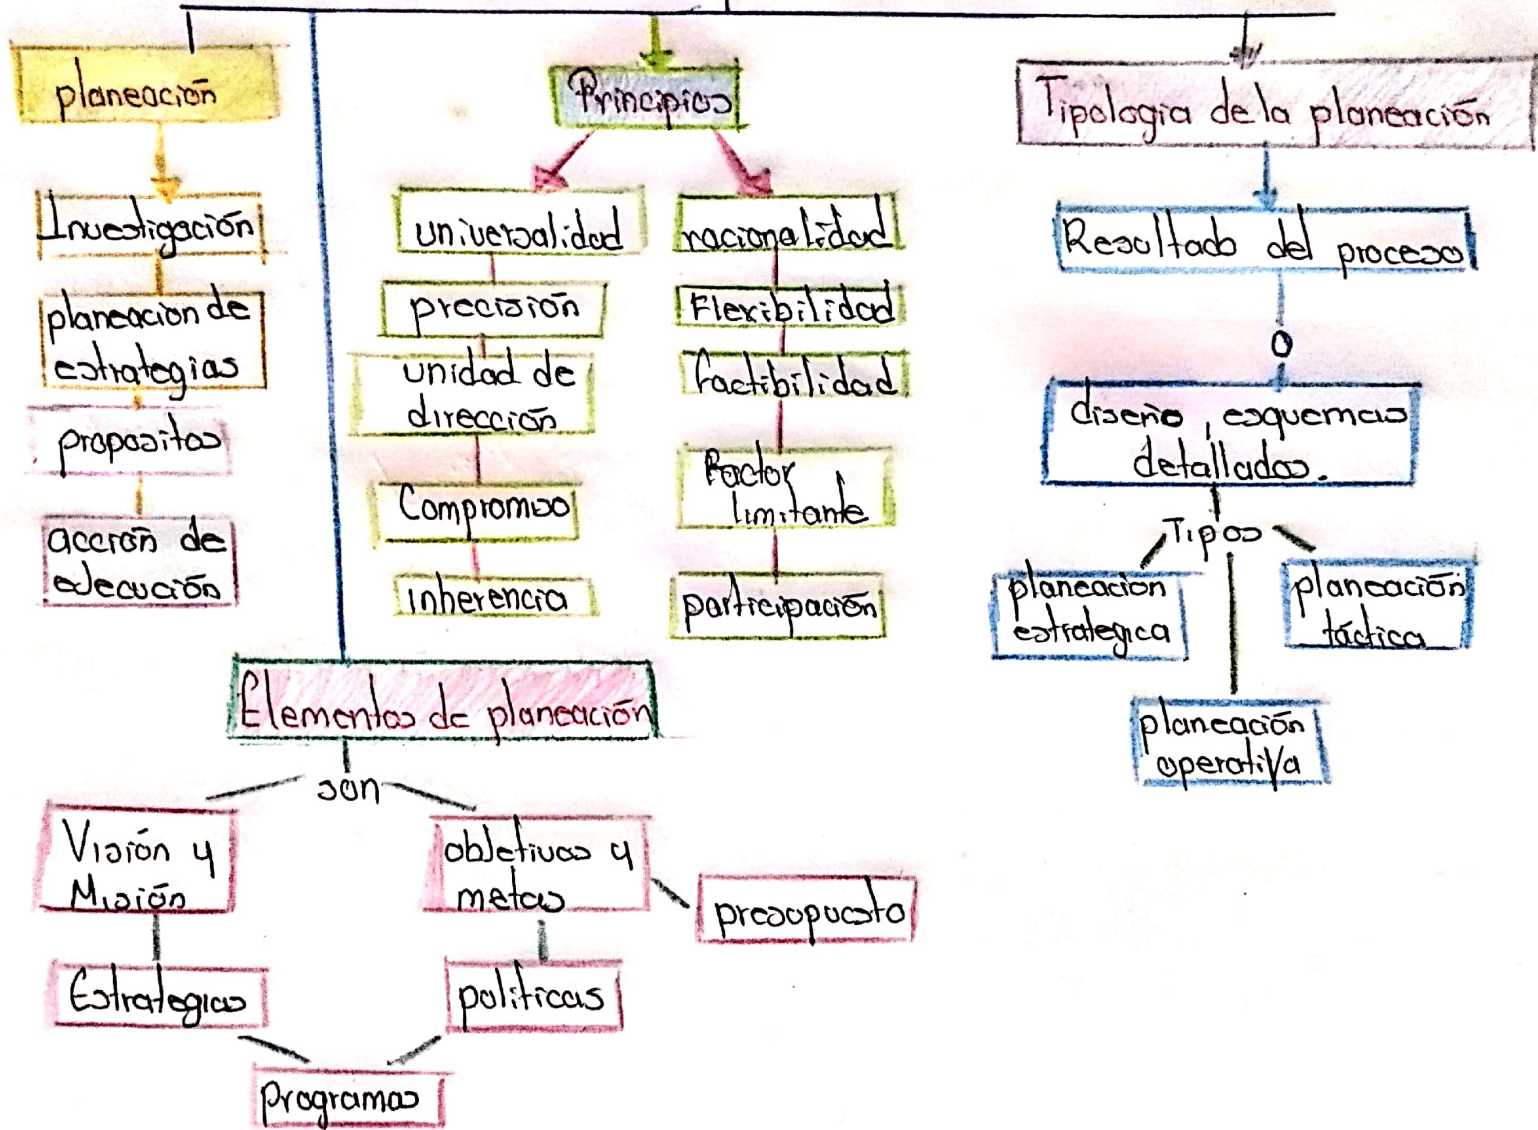 planeación
Investigación
planeacion de
estrategias
propositos
acción de
ejecución
Principios
universalidad
precisión
unidad de
dirección
Compromiso
inherencia
racionalidad
Flexibilidad
factibilidad
Factor
limitante
participación
Tipologia de la planeación
Resultado del proceso
O
diseño, esquemas
detallados.
Tipos
planeacion
estrategica
planeación
táctica
planeación
operativa
Elementos de planeación
son
Visión y
Misión
objetivos y
metas
presupuesto
Estrategias
politicas
programas